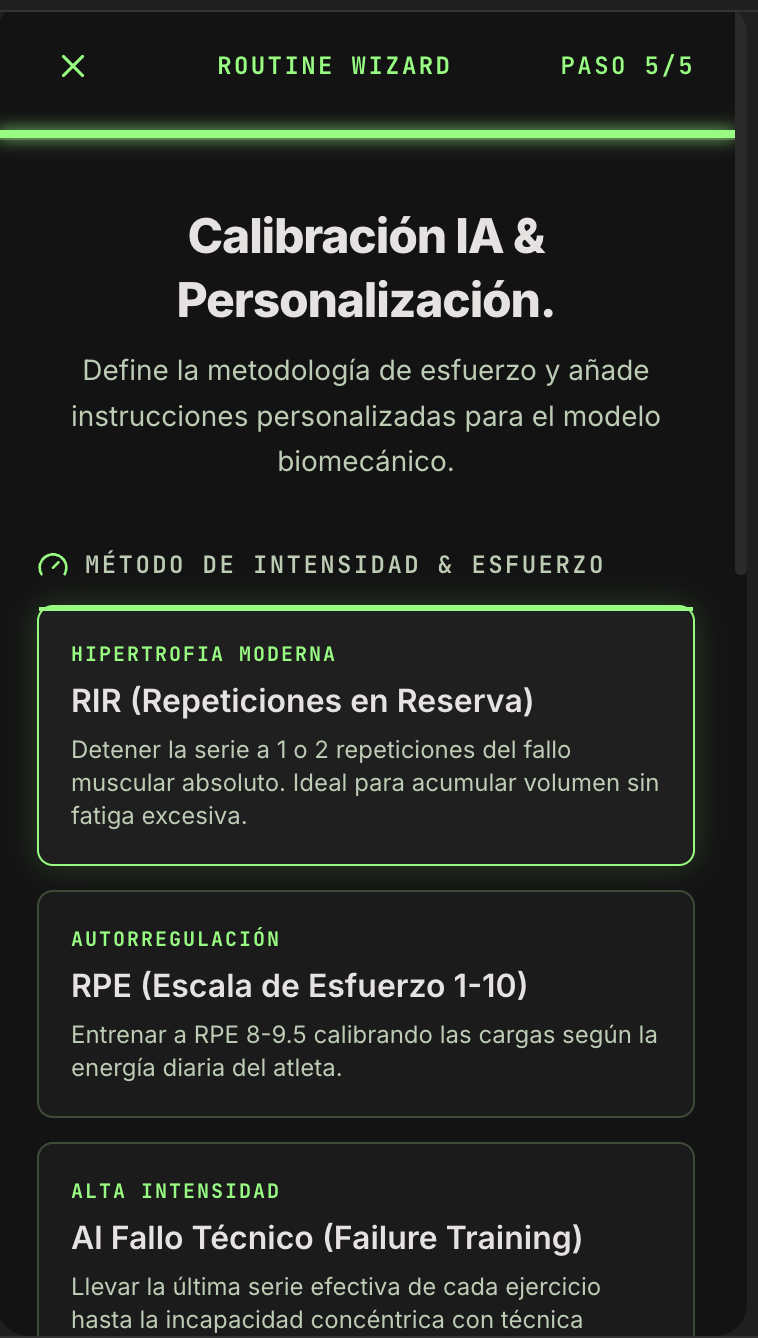 ROUTINE WIZARD
PASO 5/5
Calibración IA &
Personalización.
Define la metodología de esfuerzo y añade
instrucciones personalizadas para el modelo
biomecánico.
MÉTODO DE INTENSIDAD & ESFUERZO
HIPERTROFIA MODERNA
RIR (Repeticiones en Reserva)
Detener la serie a 1 o 2 repeticiones del fallo
muscular absoluto. Ideal para acumular volumen sin
fatiga excesiva.
AUTORREGULACIÓN
RPE (Escala de Esfuerzo 1-10)
Entrenar a RPE 8-9.5 calibrando las cargas según la
energía diaria del atleta.
ALTA INTENSIDAD
Al Fallo Técnico (Failure Training)
Llevar la última serie efectiva de cada ejercicio
hasta la incapacidad concéntrica con técnica